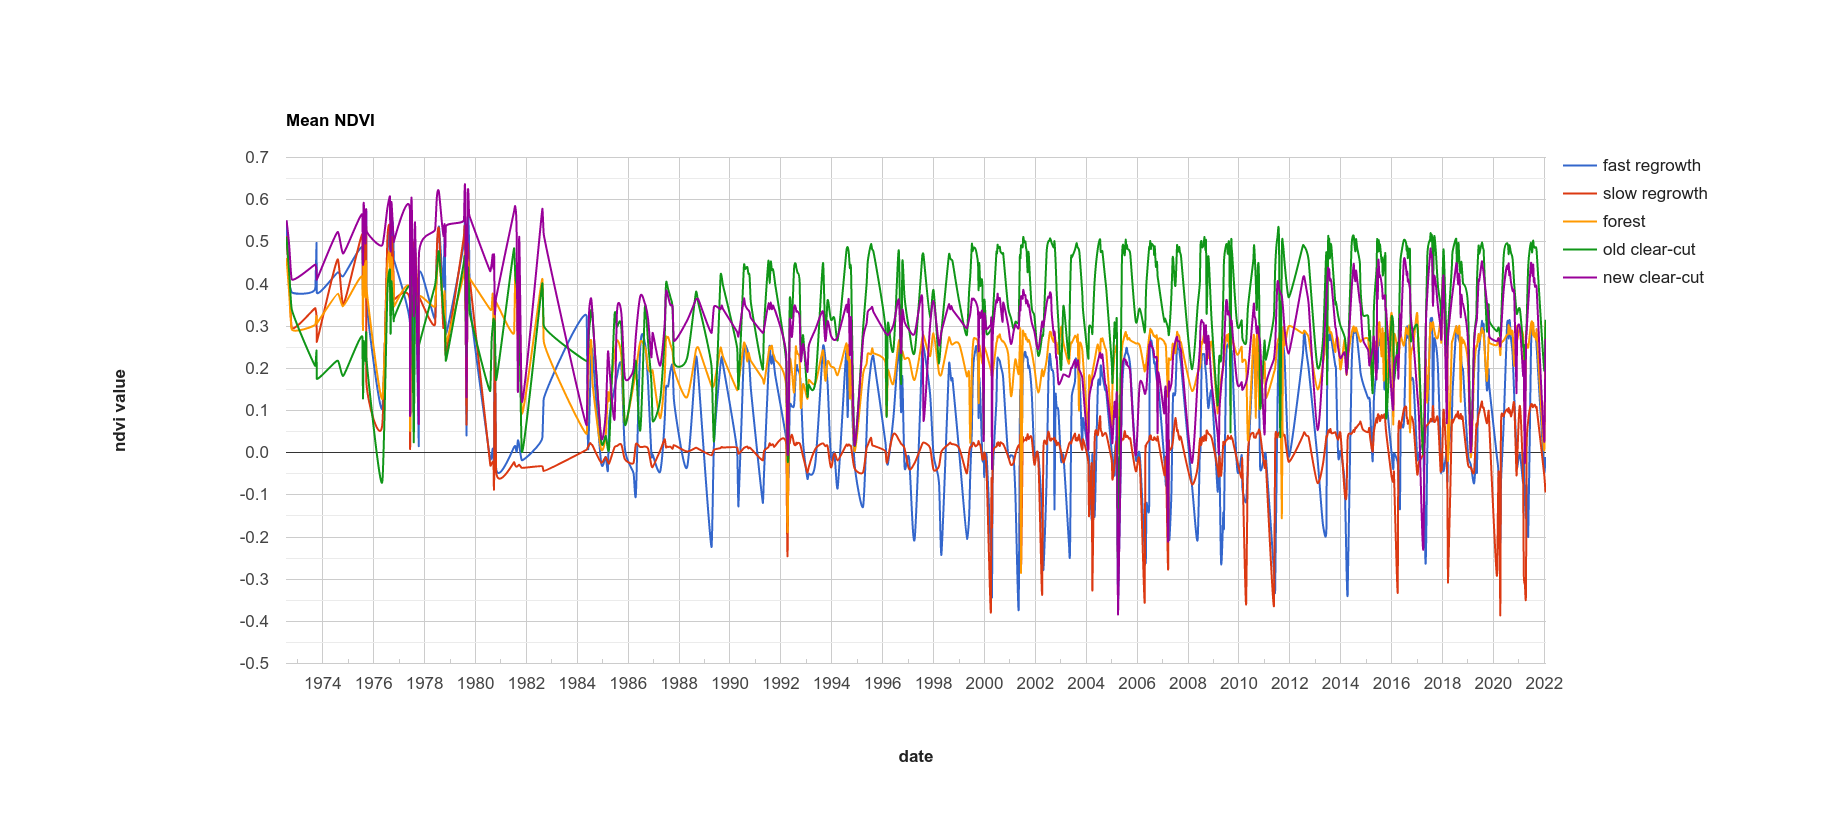 Mean NDVI
0.7
0.6
0.5
0.4
0.3
0.2
0.1
0.0
-0.1
-0.2
-0.3
-0.4
-0.5
ndvi value
1974 1976 1978 1980 1982 1984 1986 1988 1990 1992 1994 1996 1998 2000 2002 2004 2006 2008 2010 2012 2014 2016 2018 2020 2022
date
fast regrowth
slow regrowth
forest
old clear-cut
new clear-cut